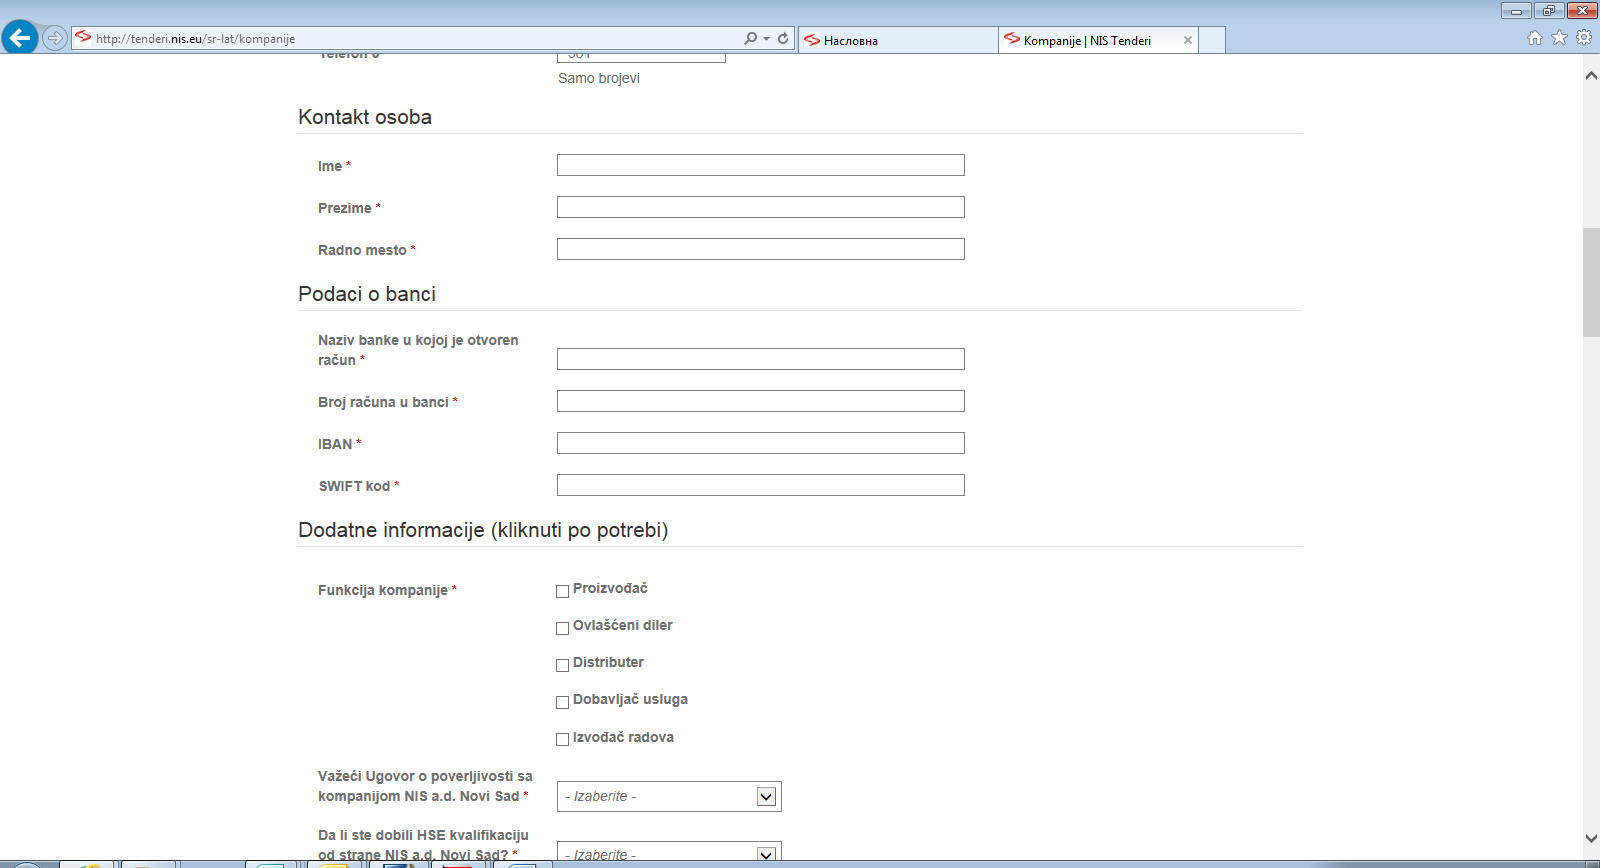 http://tenderi.nis.eu/sr-lat/kompanije
Насловна
Kompanije | NIS Tenderi
Telefon 3
381
Samo brojevi
Kontakt osoba
Ime *
Prezime *
Radno mesto *
Podaci o banci
Naziv banke u kojoj je otvoren
račun *
Broj računa u banci *
IBAN *
SWIFT kod *
Dodatne informacije (kliknuti po potrebi)
Funkcija kompanije *
Proizvođač
Ovlašćeni diler
Distributer
Dobavljač usluga
Izvođač radova
Važeći Ugovor o poverljivosti sa
kompanijom NIS a.d. Novi Sad *
- Izaberite -
Da li ste dobili HSE kvalifikaciju
od strane NIS a.d. Novi Sad? *
- Izaberite -